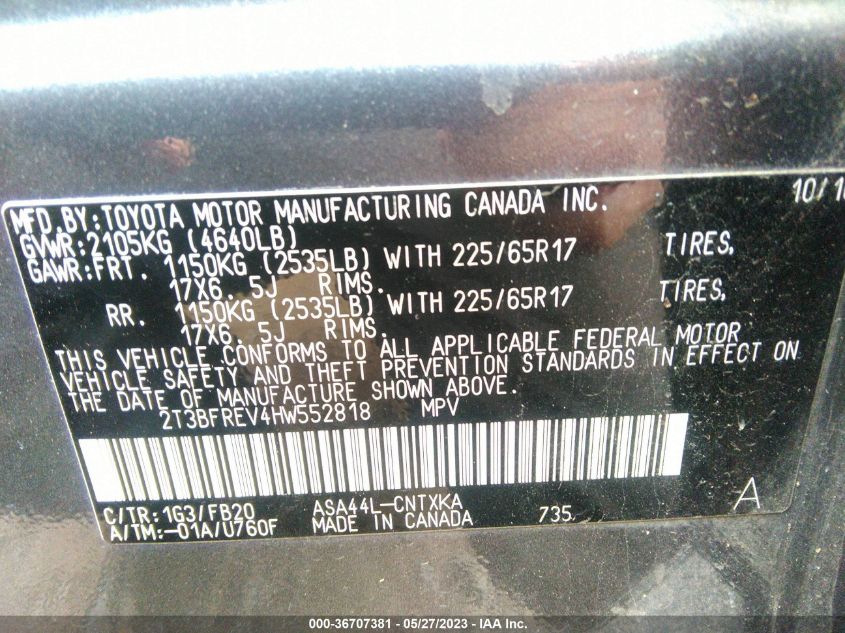 MFD.BY:TOYOTA MOTOR MANUFACTURING CANADA INC. 10/1
GVWR:2105KG (4640LB)
GAWR:FRT. 1150KG (2535LB) WITH 225/65R17 TIRES,
17X6. 5J RIMS.
RR. 1150KG (2535LB) WITH 225/65R17 TIRES,
17X6. 5J RIMS.
THIS VEHICLE CONFORMS TO ALL APPLICABLE FEDERAL MOTOR
VEHICLE SAFETY AND THEFT PREVENTION STANDARDS IN EFFECT ON
THE DATE OF MANUFACTURE SHOWN ABOVE.
2T3BFREV4HW552818 MPV
C/TR:1G3/FB20 ASA44L-CNTXKA A
A/TM:-01A/U760F MADE IN CANADA 735
000-36707381 - 05/27/2023 - IAA Inc.